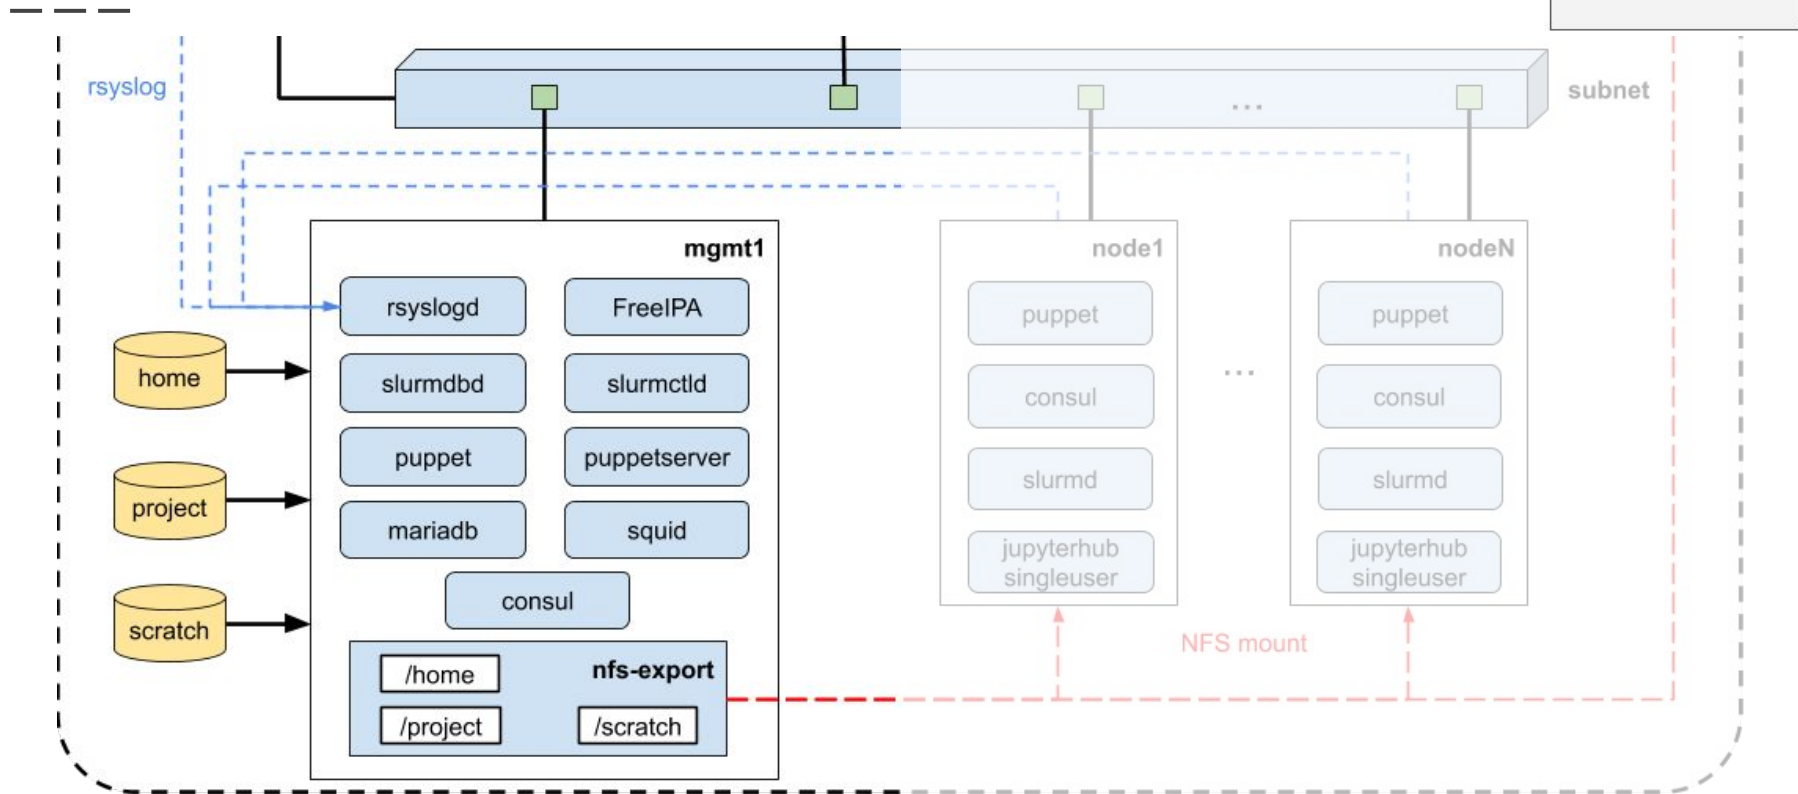 rsyslog
...
subnet
mgmt1
rsyslogd
FreeIPA
slurmdbd
slurmctld
puppet
puppetserver
mariadb
squid
consul
nfs-export
/home
/project
/scratch
home
project
scratch
node1
puppet
consul
slurmd
jupyterhub
singleuser
...
nodeN
puppet
consul
slurmd
jupyterhub
singleuser
NFS mount